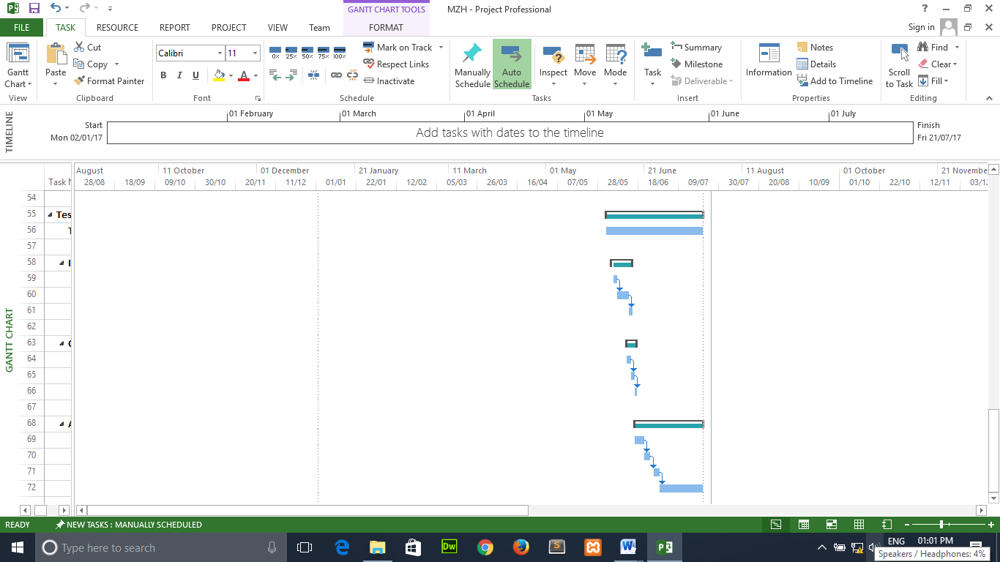 GANTT CHART TOOLS
MZH - Project Professional
FILE TASK RESOURCE REPORT PROJECT VIEW Team FORMAT Sign in
Gantt Chart
View
Paste
Cut
Copy
Format Painter
Clipboard
Calibri 11
B I U A
Font
0% 25% 50% 75% 100%
Mark on Track
Respect Links
Inactivate
Schedule
Manually Schedule
Auto Schedule
Inspect
Move
Mode
Tasks
Task
Summary
Milestone
Deliverable
Insert
Information
Notes
Details
Add to Timeline
Properties
Scroll to Task
Find
Clear
Fill
Editing
TIMELINE
01 February 01 March 01 April 01 May 01 June 01 July
Start
Mon 02/01/17
Add tasks with dates to the timeline
Finish
Fri 21/07/17
August 11 October 01 December 21 January 11 March 01 May 21 June 11 August 01 October 21 November
Task N
28/08 18/09 09/10 30/10 20/11 11/12 01/01 22/01 12/02 05/03 26/03 16/04 07/05 28/05 18/06 09/07 30/07 20/08 10/09 01/10 22/10 12/11 03/12
GANTT CHART
54
55 Tes
56 T
57
58 I
59
60
61
62
63
64
65
66
67
68 A
69
70
71
72
READY NEW TASKS : MANUALLY SCHEDULED
Type here to search
Dw
ENG 01:01 PM
Speakers / Headphones: 4%